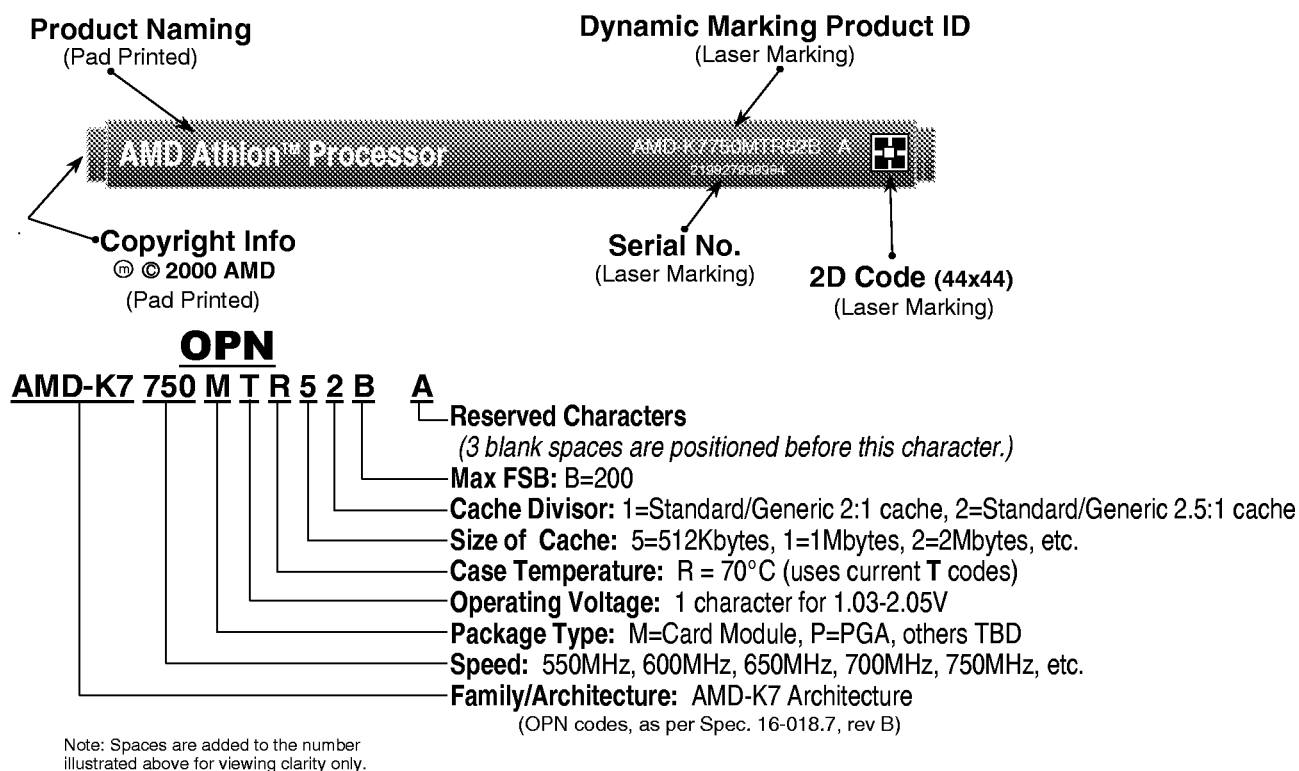 Product Naming
(Pad Printed)
Dynamic Marking Product ID
(Laser Marking)
AMD Athlon™ Processor
AMD-K7750MTR52B A
219927999994
Copyright Info
ⓜ © 2000 AMD
(Pad Printed)
Serial No.
(Laser Marking)
2D Code (44x44)
(Laser Marking)
OPN
AMD-K7 750 M T R 5 2 B A
Reserved Characters
(3 blank spaces are positioned before this character.)
Max FSB: B=200
Cache Divisor: 1=Standard/Generic 2:1 cache, 2=Standard/Generic 2.5:1 cache
Size of Cache: 5=512Kbytes, 1=1Mbytes, 2=2Mbytes, etc.
Case Temperature: R = 70°C (uses current T codes)
Operating Voltage: 1 character for 1.03-2.05V
Package Type: M=Card Module, P=PGA, others TBD
Speed: 550MHz, 600MHz, 650MHz, 700MHz, 750MHz, etc.
Family/Architecture: AMD-K7 Architecture
(OPN codes, as per Spec. 16-018.7, rev B)
Note: Spaces are added to the number
illustrated above for viewing clarity only.